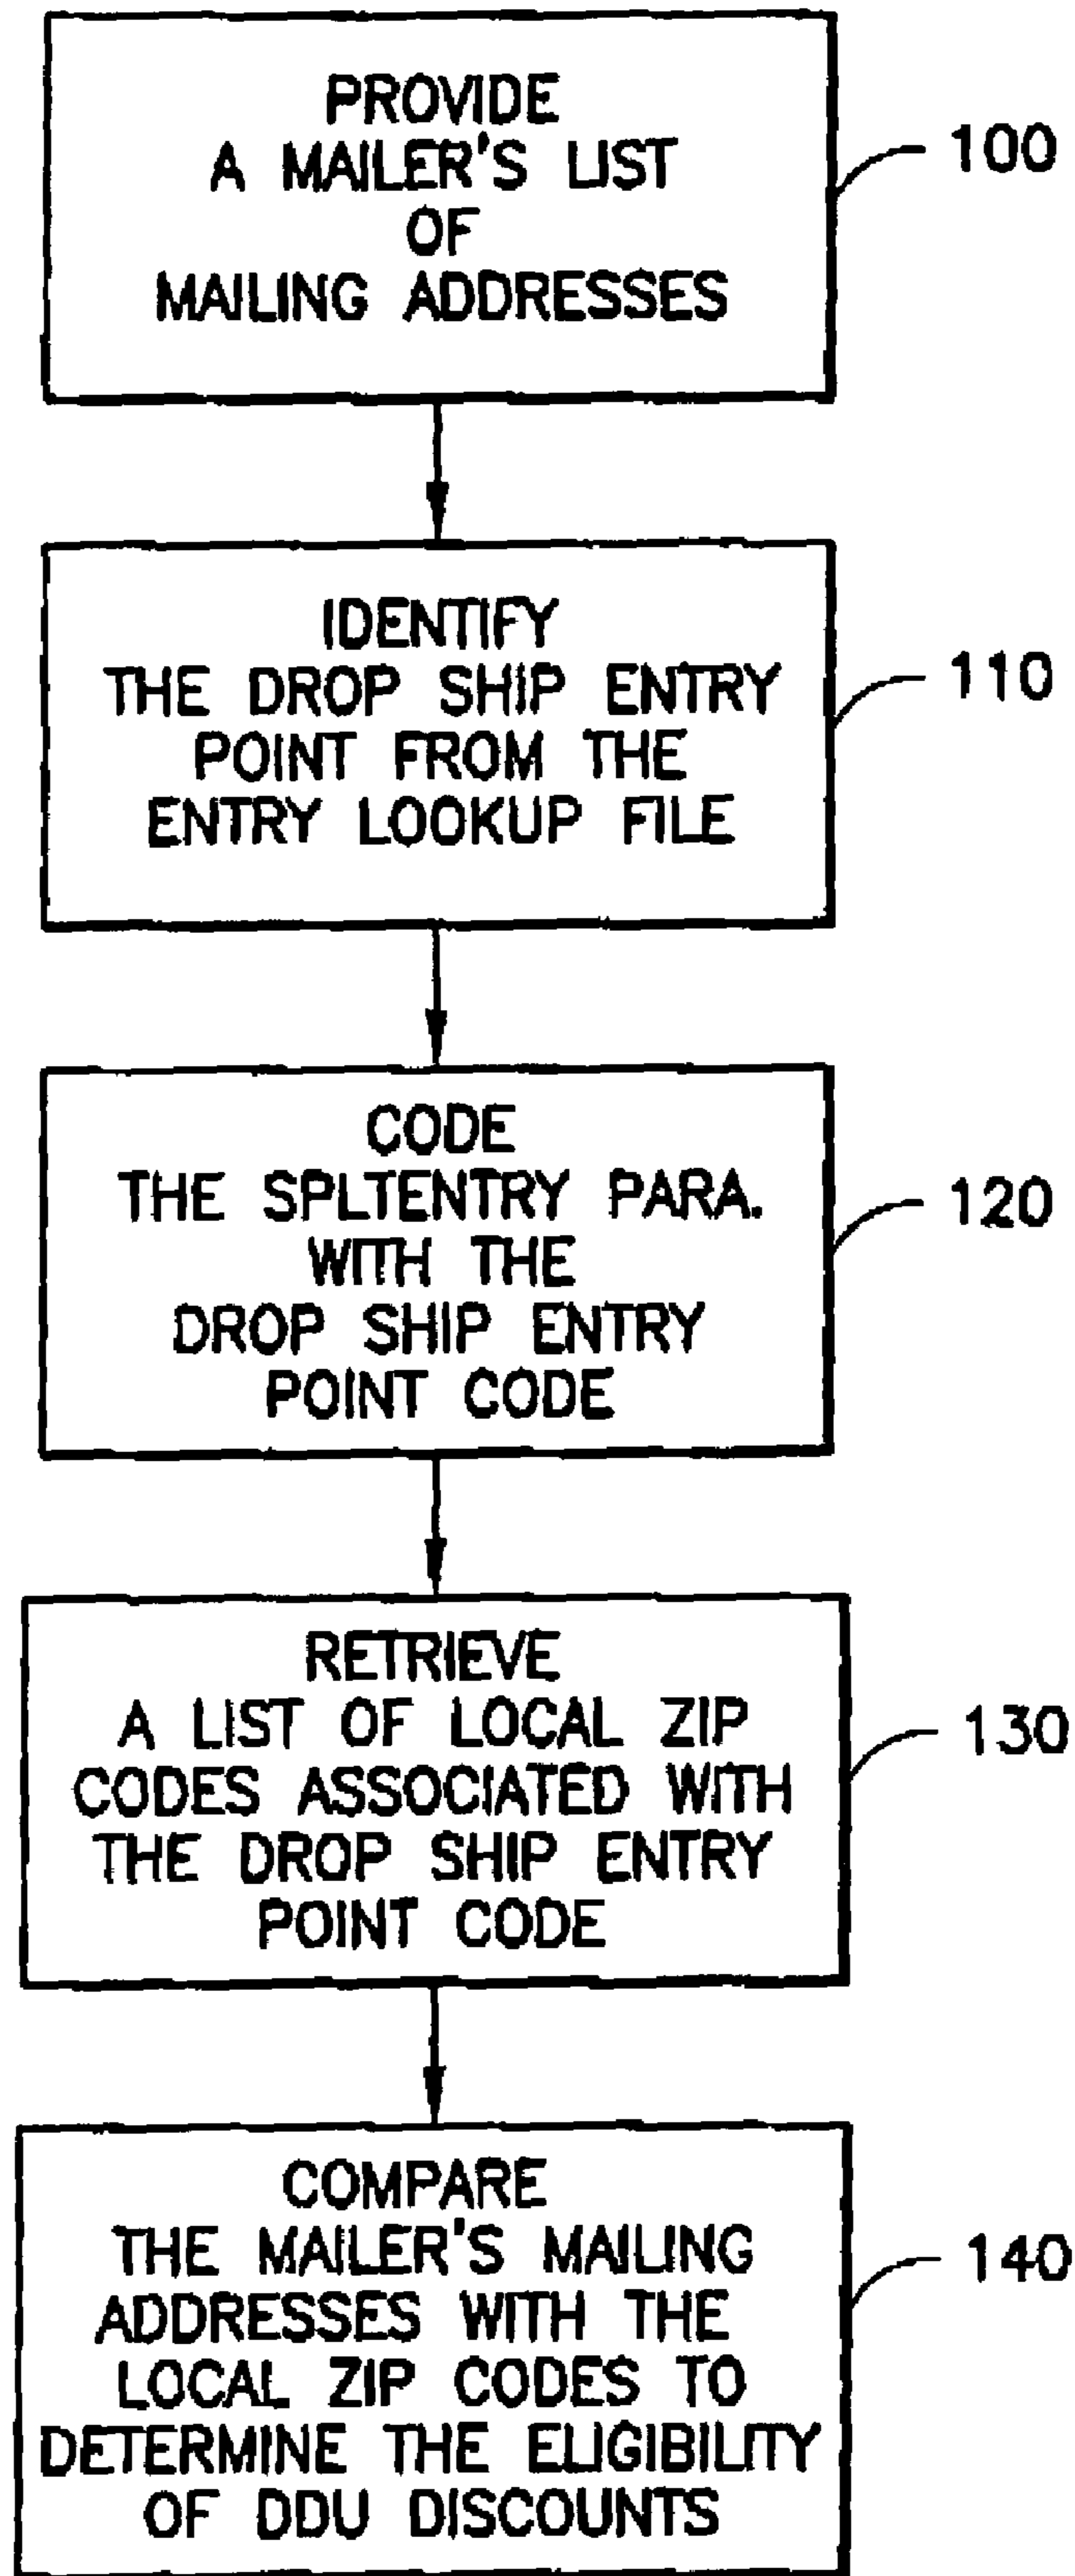 PROVIDE
A MAILER'S LIST
OF
MAILING ADDRESSES
100
IDENTIFY
THE DROP SHIP ENTRY
POINT FROM THE
ENTRY LOOKUP FILE
110
CODE
THE SPLTENTRY PARA.
WITH THE
DROP SHIP ENTRY
POINT CODE
120
RETRIEVE
A LIST OF LOCAL ZIP
CODES ASSOCIATED WITH
THE DROP SHIP ENTRY
POINT CODE
130
COMPARE
THE MAILER'S MAILING
ADDRESSES WITH THE
LOCAL ZIP CODES TO
DETERMINE THE ELIGIBILITY
OF DDU DISCOUNTS
140